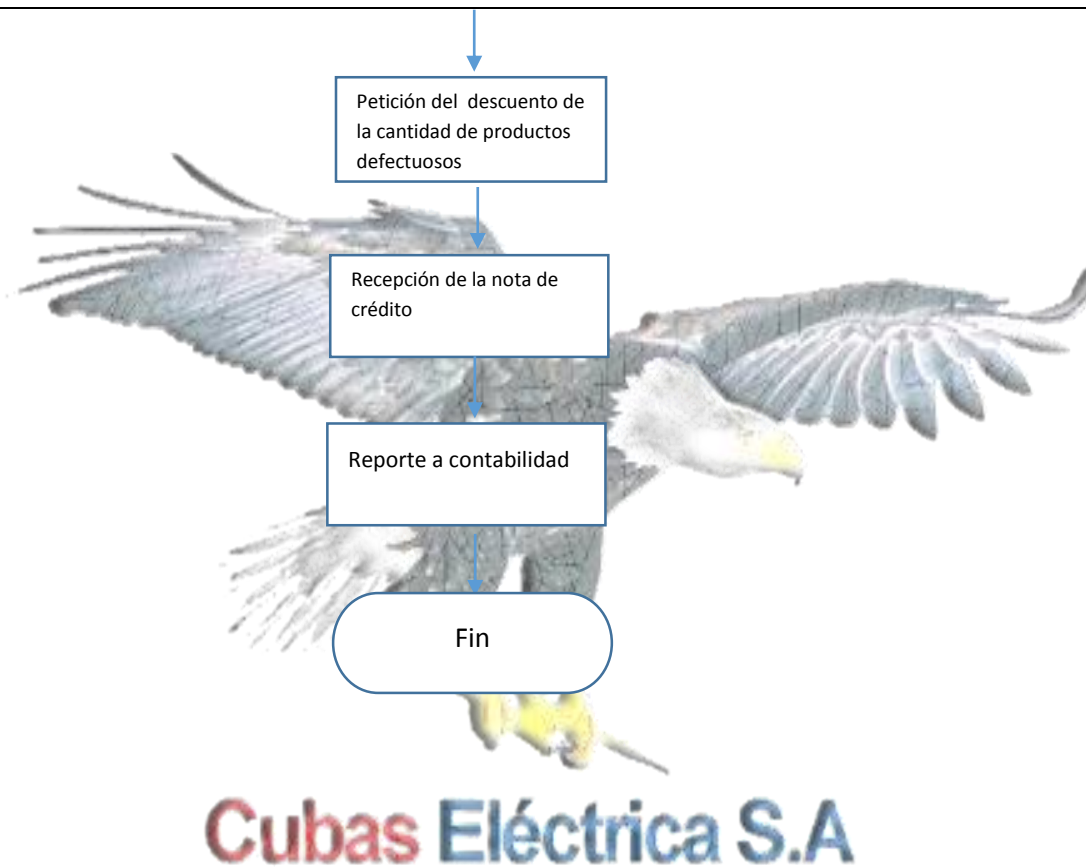 Petición del descuento de
la cantidad de productos
defectuosos
Recepción de la nota de
crédito
Reporte a contabilidad
Fin
Cubas Eléctrica S.A